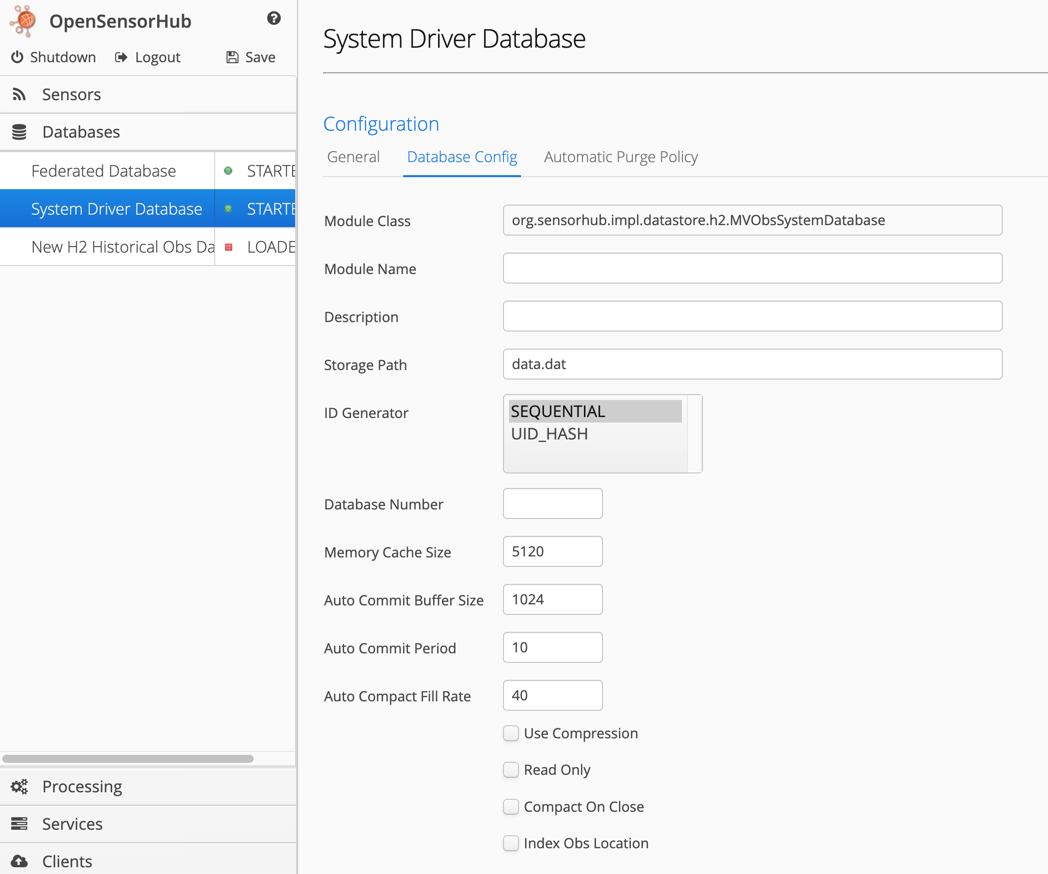 OpenSensorHub
Shutdown Logout Save
Sensors
Databases
Federated Database STARTE
System Driver Database STARTE
New H2 Historical Obs Da LOADE
Processing
Services
Clients
System Driver Database
Configuration
General Database Config Automatic Purge Policy
Module Class org.sensorhub.impl.datastore.h2.MVObsSystemDatabase
Module Name
Description
Storage Path data.dat
ID Generator SEQUENTIAL
UID_HASH
Database Number
Memory Cache Size 5120
Auto Commit Buffer Size 1024
Auto Commit Period 10
Auto Compact Fill Rate 40
Use Compression
Read Only
Compact On Close
Index Obs Location